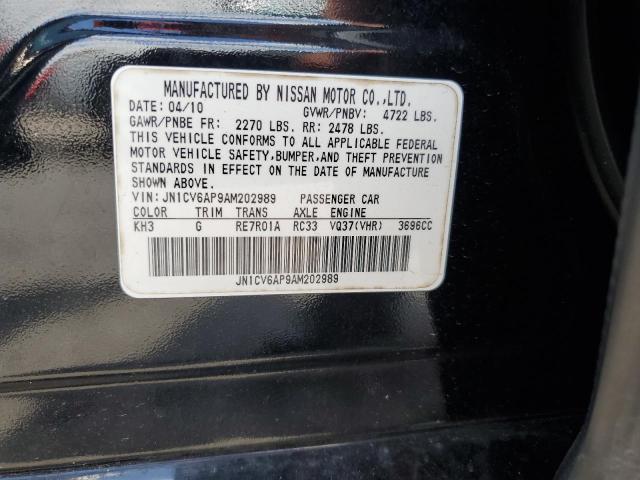 MANUFACTURED BY NISSAN MOTOR CO.,LTD.
DATE: 04/10 GVWR/PNBV: 4722 LBS.
GAWR/PNBE FR: 2270 LBS. RR: 2478 LBS.
THIS VEHICLE CONFORMS TO ALL APPLICABLE FEDERAL
MOTOR VEHICLE SAFETY,BUMPER,AND THEFT PREVENTION
STANDARDS IN EFFECT ON THE DATE OF MANUFACTURE
SHOWN ABOVE.
VIN: JN1CV6AP9AM202989 PASSENGER CAR
COLOR TRIM TRANS AXLE ENGINE
KH3 G RE7R01A RC33 VQ37(VHR) 3696CC
JN1CV6AP9AM202989